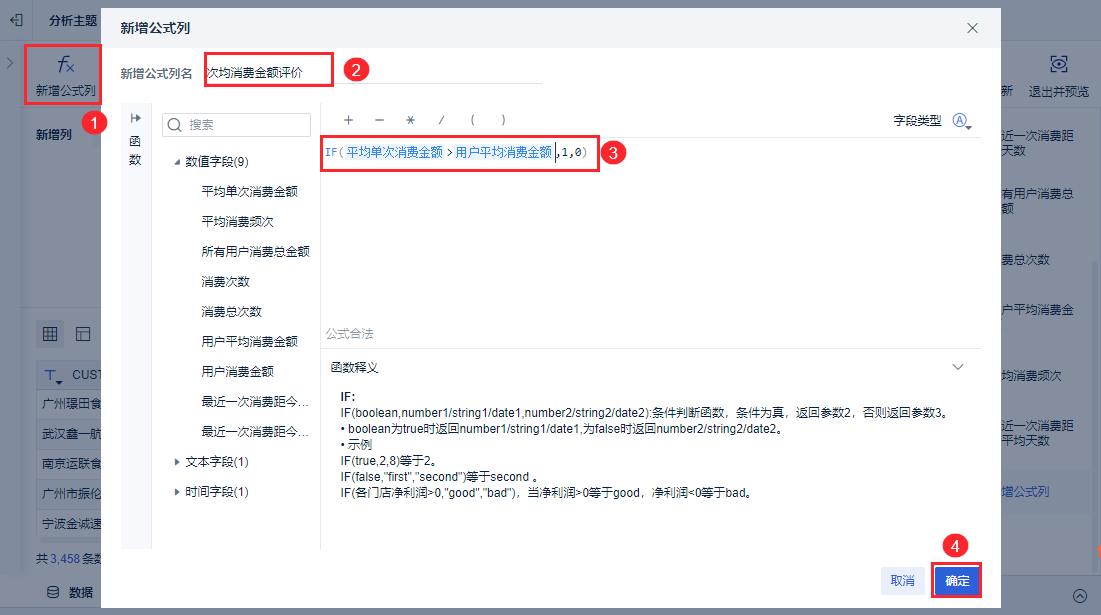 分析主题
新增公式列
新增公式列
1
新增列
新增公式列名
次均消费金额评价
2
函
数
搜索
+ - * / ( )
字段类型
IF(平均单次消费金额>用户平均消费金额,1,0)
3
数值字段(9)
平均单次消费金额
平均消费频次
所有用户消费总金额
消费次数
消费总次数
用户平均消费金额
用户消费金额
最近一次消费距今...
最近一次消费距今...
文本字段(1)
时间字段(1)
公式合法
函数释义
IF:
IF(boolean,number1/string1/date1,number2/string2/date2):条件判断函数，条件为真，返回参数2，否则返回参数3。
• boolean为true时返回number1/string1/date1,为false时返回number2/string2/date2。
• 示例
IF(true,2,8)等于2。
IF(false,"first","second")等于second 。
IF(各门店净利润>0,"good","bad")，当净利润>0等于good，净利润<0等于bad。
4
取消
确定
T
CUST
广州璟田食
武汉鑫一航
南京运联食
广州市振伦
宁波金诚速
共3,458条数
数据
新
退出并预览
近一次消费距
天数
有用户消费总
额
费总次数
户平均消费金
均消费频次
近一次消费距
平均天数
增公式列